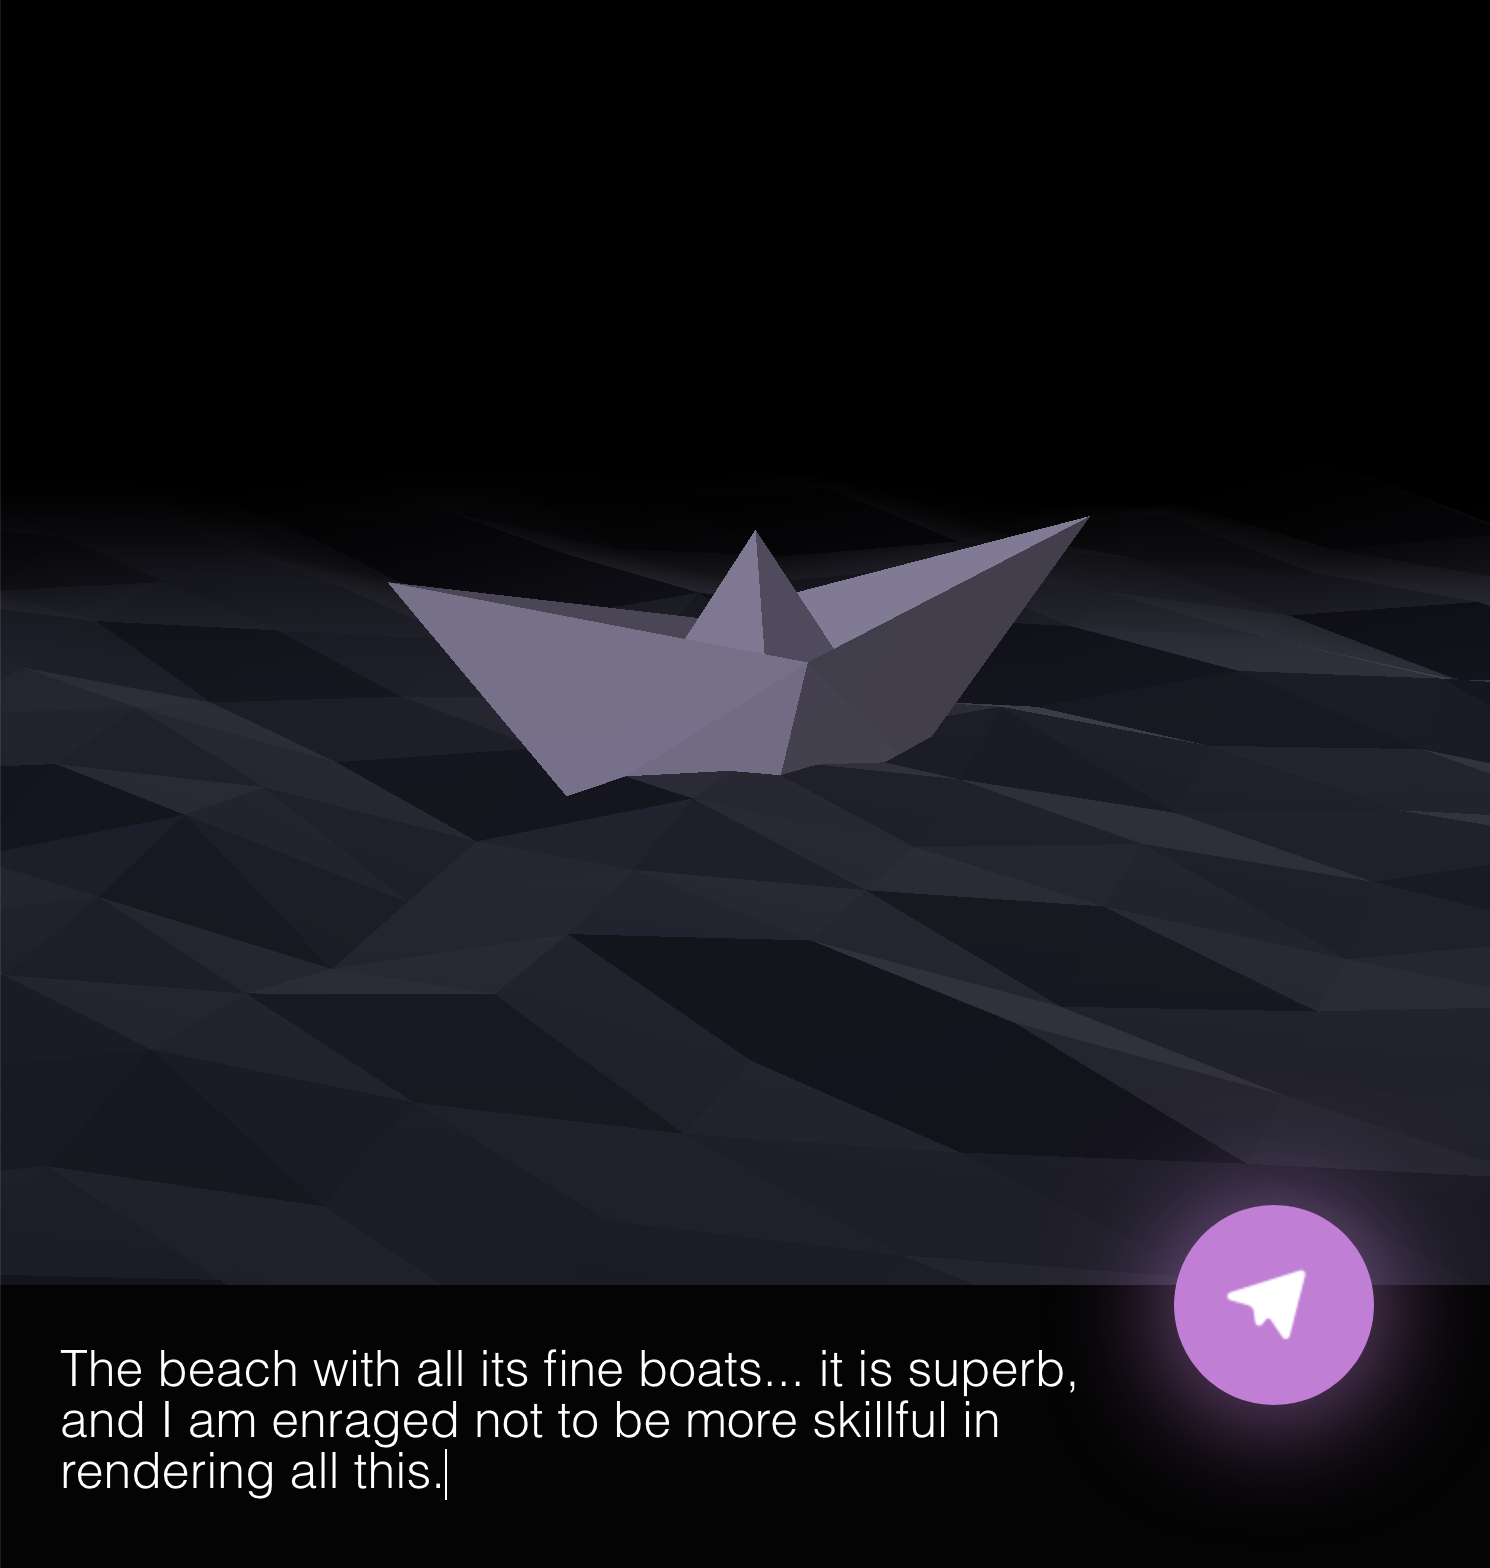 The beach with all its fine boats... it is superb,
and I am enraged not to be more skillful in
rendering all this.